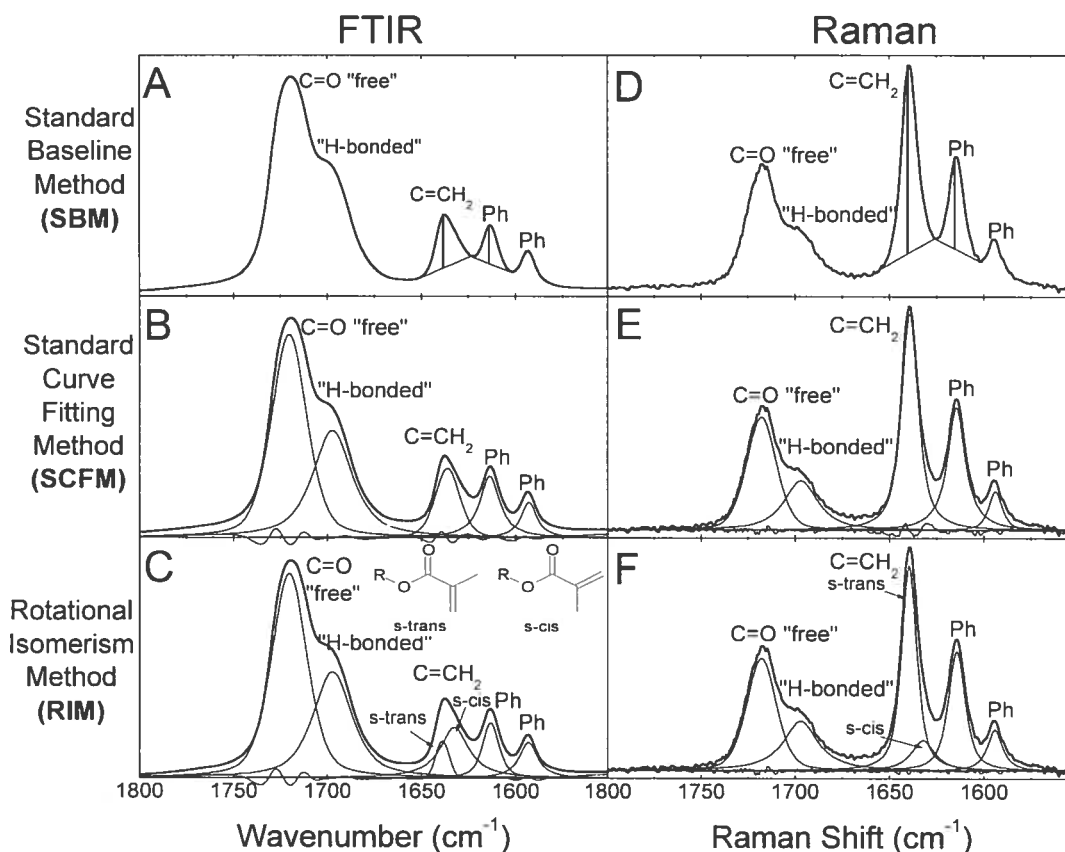 FTIR
Raman
Standard
Baseline
Method
(SBM)
A
C=O "free"
"H-bonded"
C=CH₂
Ph
Ph
D
C=CH₂
C=O "free"
"H-bonded"
Ph
Ph
Standard
Curve
Fitting
Method
(SCFM)
B
C=O "free"
"H-bonded"
C=CH₂
Ph
Ph
E
C=CH₂
C=O "free"
"H-bonded"
Ph
Ph
Rotational
Isomerism
Method
(RIM)
C
C=O
"free"
"H-bonded"
O
R
O
s-trans
O
R
O
s-cis
C=CH₂
s-trans
s-cis
Ph
Ph
F
C=CH₂
s-trans
C=O "free"
"H-bonded"
s-cis
Ph
Ph
1800 1750 1700 1650 1600 1800 1750 1700 1650 1600
Wavenumber (cm⁻¹)
Raman Shift (cm⁻¹)